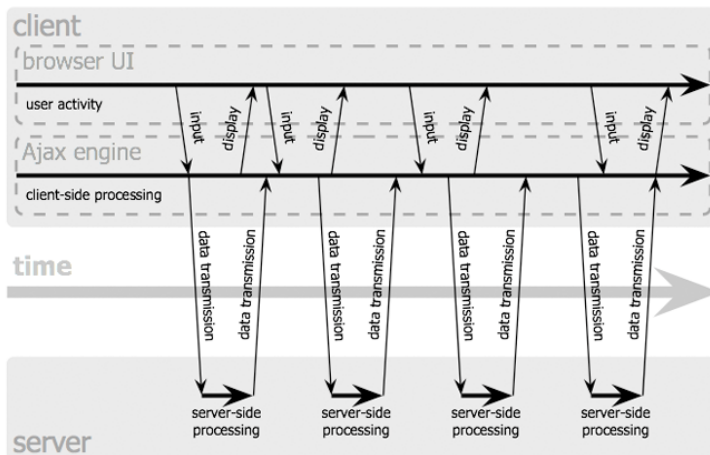 client
browser UI
user activity
input
display
input
display
input
display
input
display
Ajax engine
client-side processing
data transmission
data transmission
data transmission
data transmission
data transmission
data transmission
data transmission
data transmission
time
server-side
processing
server-side
processing
server-side
processing
server-side
processing
server